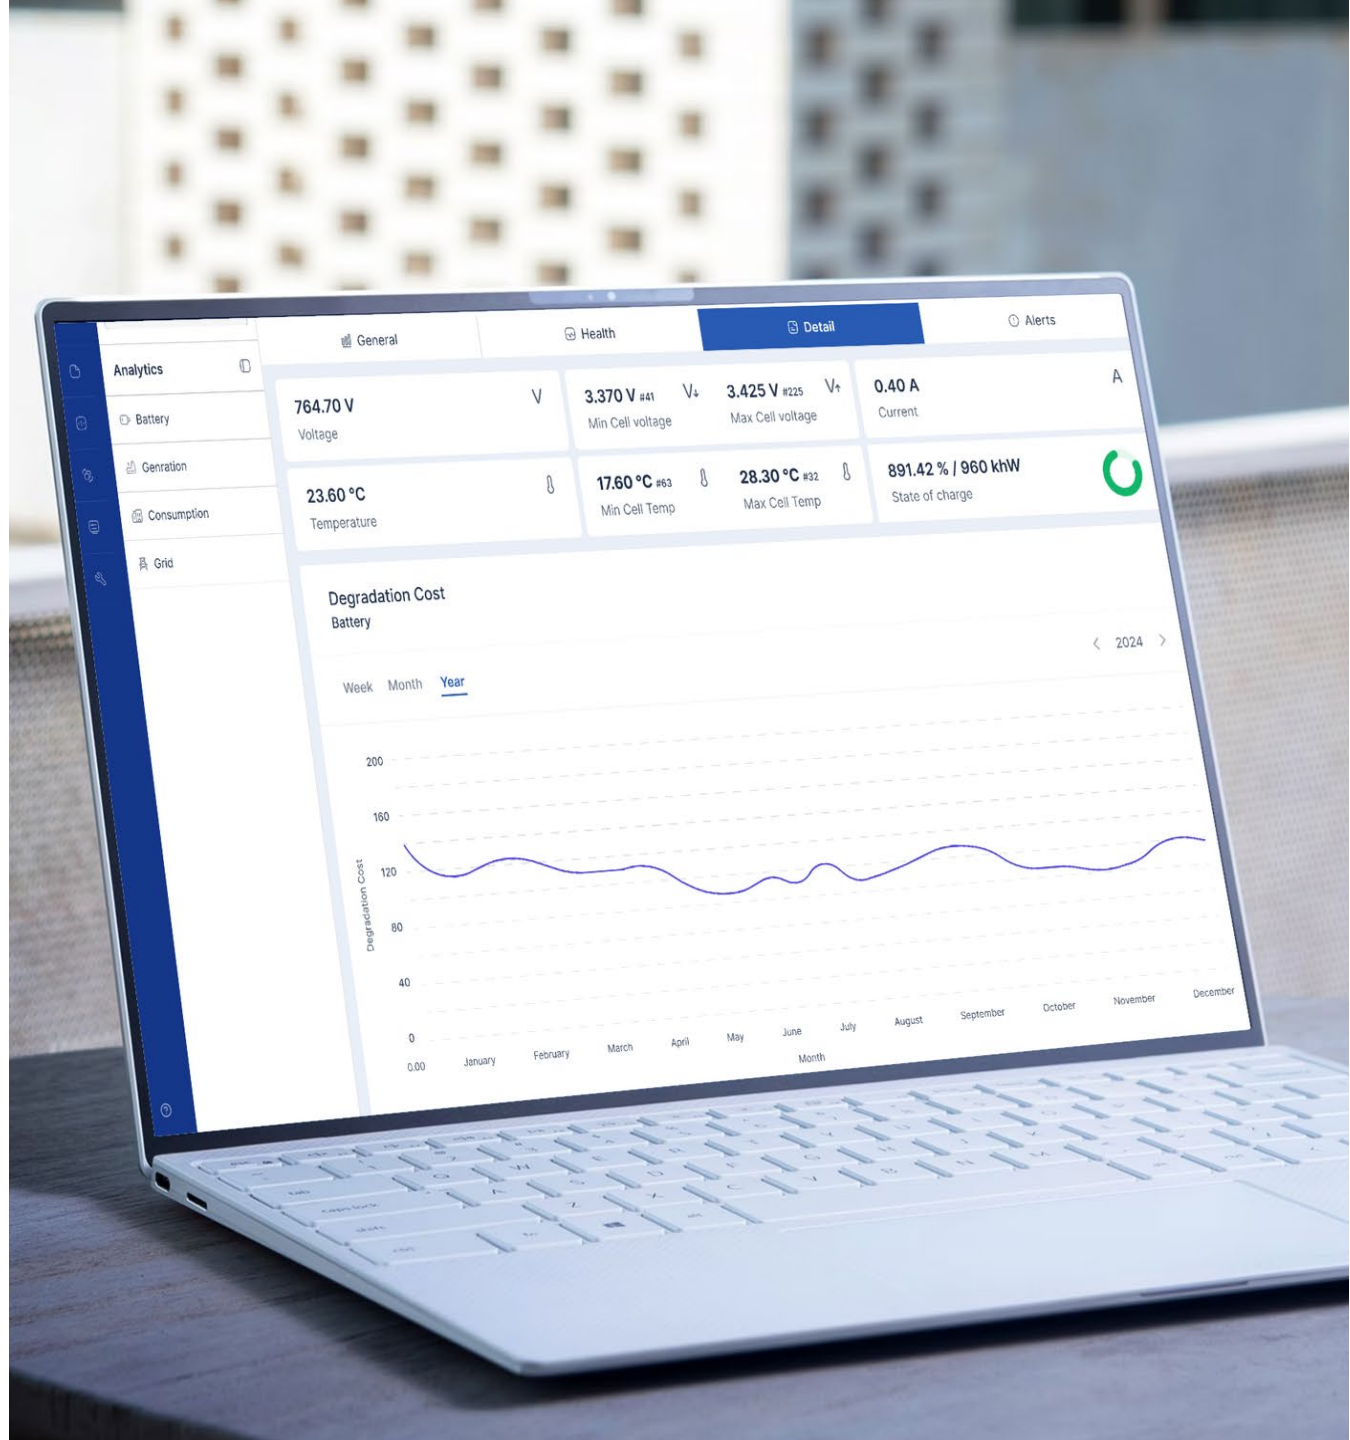 General
Health
Detail
Alerts
Analytics
Battery
Genration
Consumption
Grid
764.70 V
V
Voltage
3.370 V #41
V↓
Min Cell voltage
3.425 V #225
V↑
Max Cell voltage
0.40 A
A
Current
23.60 °C
Temperature
17.60 °C #63
Min Cell Temp
28.30 °C #32
Max Cell Temp
891.42 % / 960 khW
State of charge
Degradation Cost
Battery
2024
Week Month Year
200
160
120
80
40
0
Degradation Cost
0.00 January February March April May June July August September October November December
Month